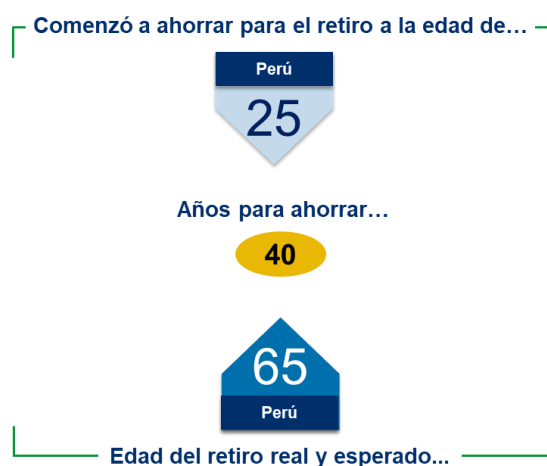 Comenzó a ahorrar para el retiro a la edad de…
Perú
25
Años para ahorrar…
40
65
Perú
Edad del retiro real y esperado...